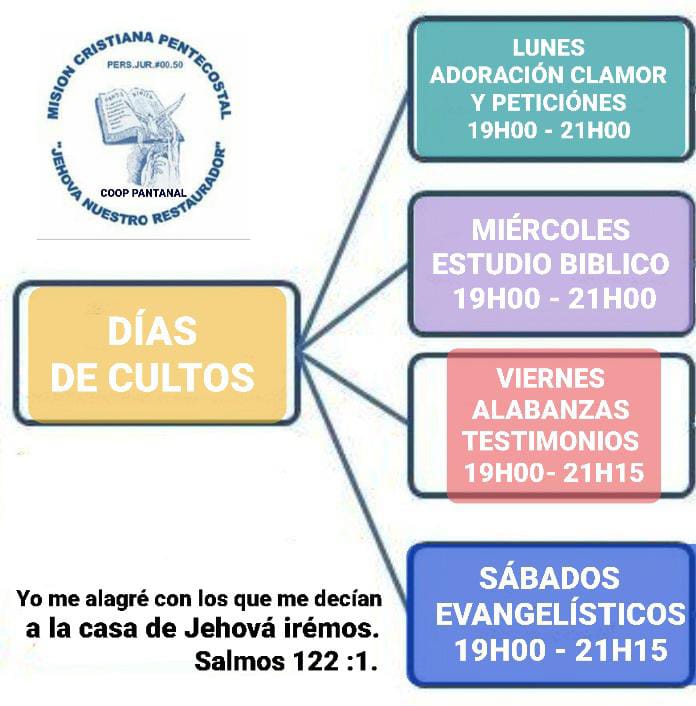 MISION CRISTIANA PENTECOSTAL
PERS.JUR.#00.50
COOP PANTANAL
"JEHOVA NUESTRO RESTAURADOR"
LUNES
ADORACIÓN CLAMOR
Y PETICIÓNES
19H00 - 21H00
MIÉRCOLES
ESTUDIO BIBLICO
19H00 - 21H00
DÍAS
DE CULTOS
VIERNES
ALABANZAS
TESTIMONIOS
19H00- 21H15
SÁBADOS
EVANGELÍSTICOS
19H00 - 21H15
Yo me alagré con los que me decían
a la casa de Jehová irémos.
Salmos 122 :1.